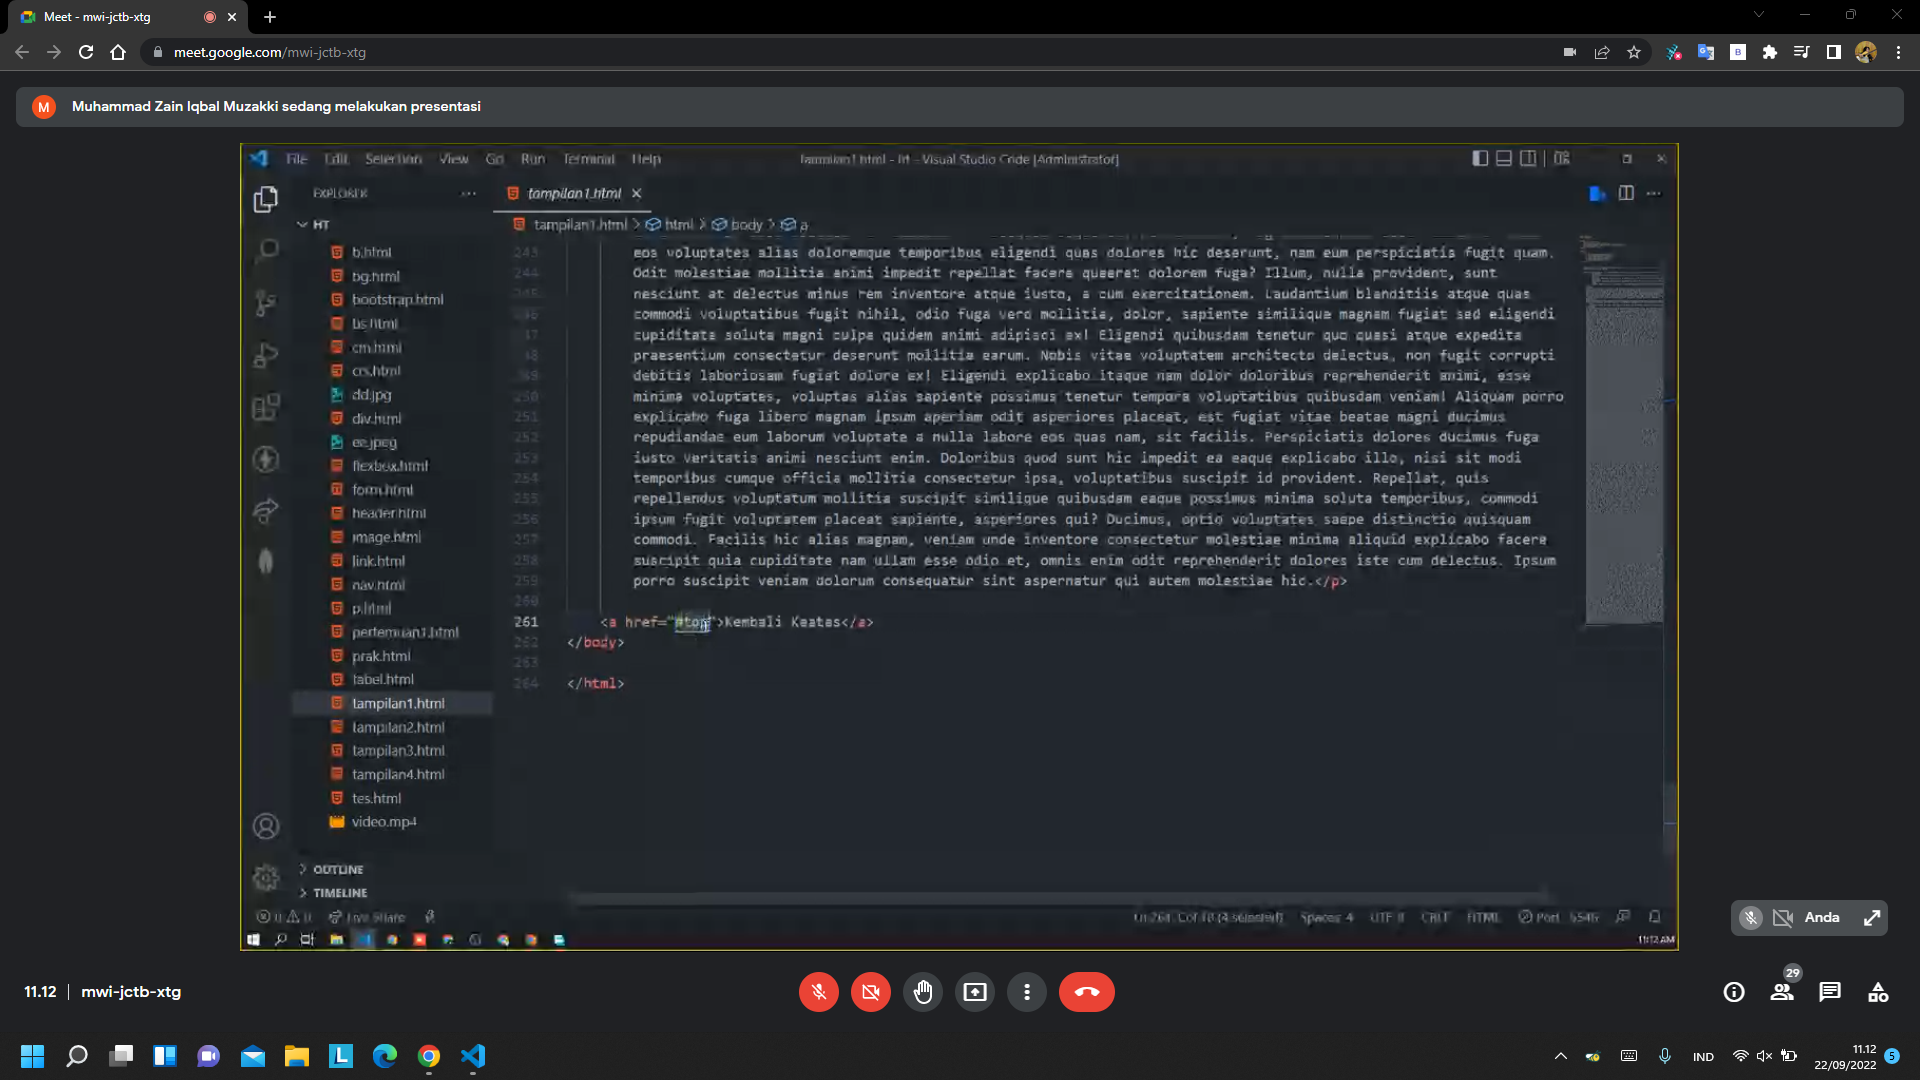 Meet - mwi-jctb-xtg
meet.google.com/mwi-jctb-xtg
M
Muhammad Zain Iqbal Muzakki sedang melakukan presentasi
File Edit Selection View Go Run Terminal Help
tampilan1.html - ht - Visual Studio Code [Administrator]
EXPLORER
tampilan1.html
HT
tampilan1.html > html > body > a
b.html
bg.html
bootstrap.html
bs.html
cm.html
crs.html
dd.jpg
div.html
ee.jpeg
flexbox.html
form.html
header.html
image.html
link.html
nav.html
p.html
pertemuan1.html
prak.html
tabel.html
tampilan1.html
tampilan2.html
tampilan3.html
tampilan4.html
tes.html
video.mp4
OUTLINE
TIMELINE
243 eos voluptates alias doloremque temporibus eligendi quas dolores hic deserunt, nam eum perspiciatis fugit quam.
244 Odit molestiae mollitia animi impedit repellat facere quaerat dolorem fuga? Illum, nulla provident, sunt
245 nesciunt at delectus minus rem inventore atque iusto, a cum exercitationem. Laudantium blanditiis atque quas
246 commodi voluptatibus fugit nihil, odio fuga vero mollitia, dolor, sapiente similique magnam fugiat sed eligendi
47 cupiditate soluta magni culpa quidem animi adipisci ex! Eligendi quibusdam tenetur quo quasi atque expedita
48 praesentium consectetur deserunt mollitia earum. Nobis vitae voluptatem architecto delectus, non fugit corrupti
49 debitis laboriosam fugiat dolore ex! Eligendi explicabo itaque nam dolor doloribus reprehenderit animi, esse
250 minima voluptates, voluptas alias sapiente possimus tenetur tempora voluptatibus quibusdam veniam! Aliquam porro
251 explicabo fuga libero magnam ipsum aperiam odit asperiores placeat, est fugiat vitae beatae magni ducimus
252 repudiandae eum laborum voluptate a nulla labore eos quas nam, sit facilis. Perspiciatis dolores ducimus fuga
253 iusto veritatis animi nesciunt enim. Doloribus quod sunt hic impedit ea eaque explicabo illo, nisi sit modi
254 temporibus cumque officia mollitia consectetur ipsa, voluptatibus suscipit id provident. Repellat, quis
255 repellendus voluptatum mollitia suscipit similique quibusdam eaque possimus minima soluta temporibus, commodi
256 ipsum fugit voluptatem placeat sapiente, asperiores qui? Ducimus, optio voluptates saepe distinctio quisquam
257 commodi. Facilis hic alias magnam, veniam unde inventore consectetur molestiae minima aliquid explicabo facere
258 suscipit quia cupiditate nam ullam esse odio et, omnis enim odit reprehenderit dolores iste cum delectus. Ipsum
259 porro suscipit veniam dolorum consequatur sint aspernatur qui autem molestiae hic.</p>
260
261 <a href="#top">Kembali Keatas</a>
262 </body>
263
264 </html>
0 0 Live Share
Ln 261, Col 18 (4 selected) Spaces: 4 UTF-8 CRLF HTML Port : 5546
11:12 AM
Anda
11.12 | mwi-jctb-xtg
29
IND
11.12
22/09/2022
5